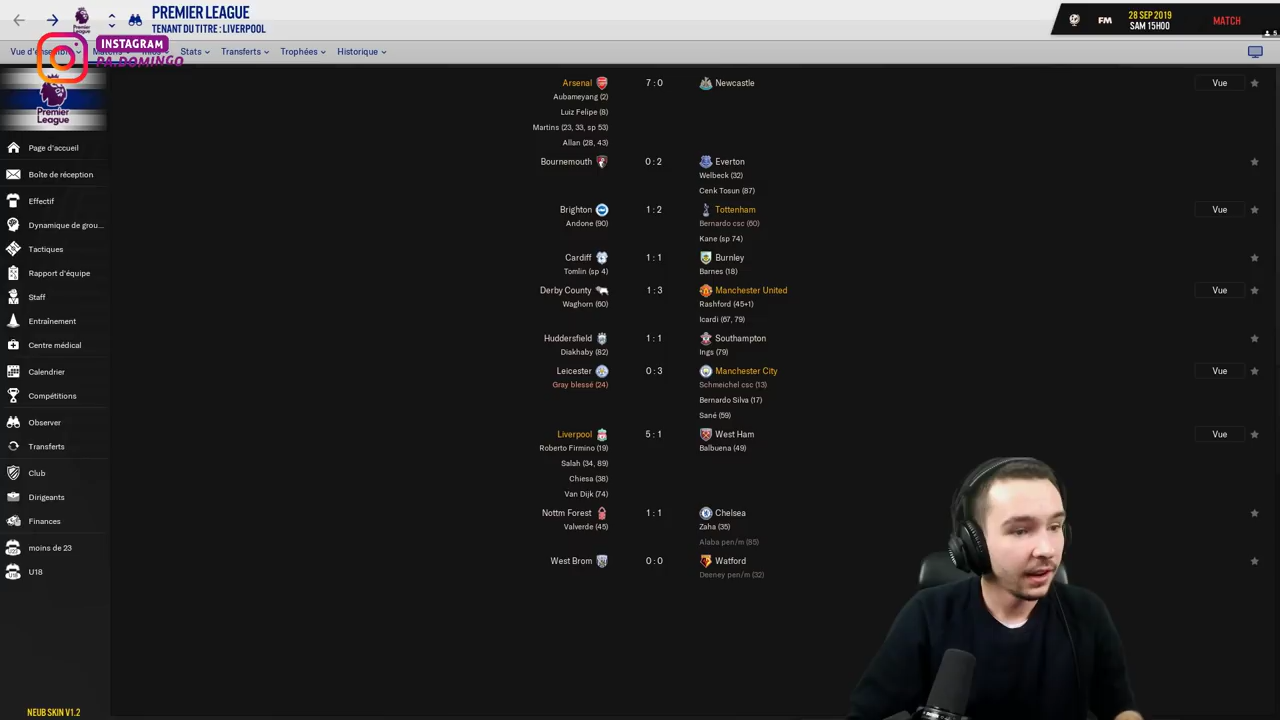 PREMIER LEAGUE
TENANT DU TITRE : LIVERPOOL
FM
28 SEP 2019
SAM 15H00
MATCH
5
Vue d'ensemble
Stats
Transferts
Trophées
Historique
INSTAGRAM
PA.DOMINGO
Premier League
Page d'accueil
Boîte de réception
Effectif
Dynamique de grou...
Tactiques
Rapport d'équipe
Staff
Entraînement
Centre médical
Calendrier
Compétitions
Observer
Transferts
Club
Dirigeants
Finances
moins de 23
U18
NEUB SKIN V1.2
Arsenal 7 : 0 Newcastle Vue
Aubameyang (2)
Luiz Felipe (8)
Martins (23, 33, sp 53)
Allan (28, 43)
Bournemouth 0 : 2 Everton
Welbeck (32)
Cenk Tosun (87)
Brighton 1 : 2 Tottenham Vue
Andone (90) Bernardo csc (60)
Kane (sp 74)
Cardiff 1 : 1 Burnley
Tomlin (sp 4) Barnes (18)
Derby County 1 : 3 Manchester United Vue
Waghorn (60) Rashford (45+1)
Icardi (67, 79)
Huddersfield 1 : 1 Southampton
Diakhaby (82) Ings (79)
Leicester 0 : 3 Manchester City Vue
Gray blessé (24) Schmeichel csc (13)
Bernardo Silva (17)
Sané (59)
Liverpool 5 : 1 West Ham Vue
Roberto Firmino (19) Balbuena (49)
Salah (34, 89)
Chiesa (38)
Van Dijk (74)
Nottm Forest 1 : 1 Chelsea
Valverde (45) Zaha (35)
Alaba pen/m (85)
West Brom 0 : 0 Watford
Deeney pen/m (32)